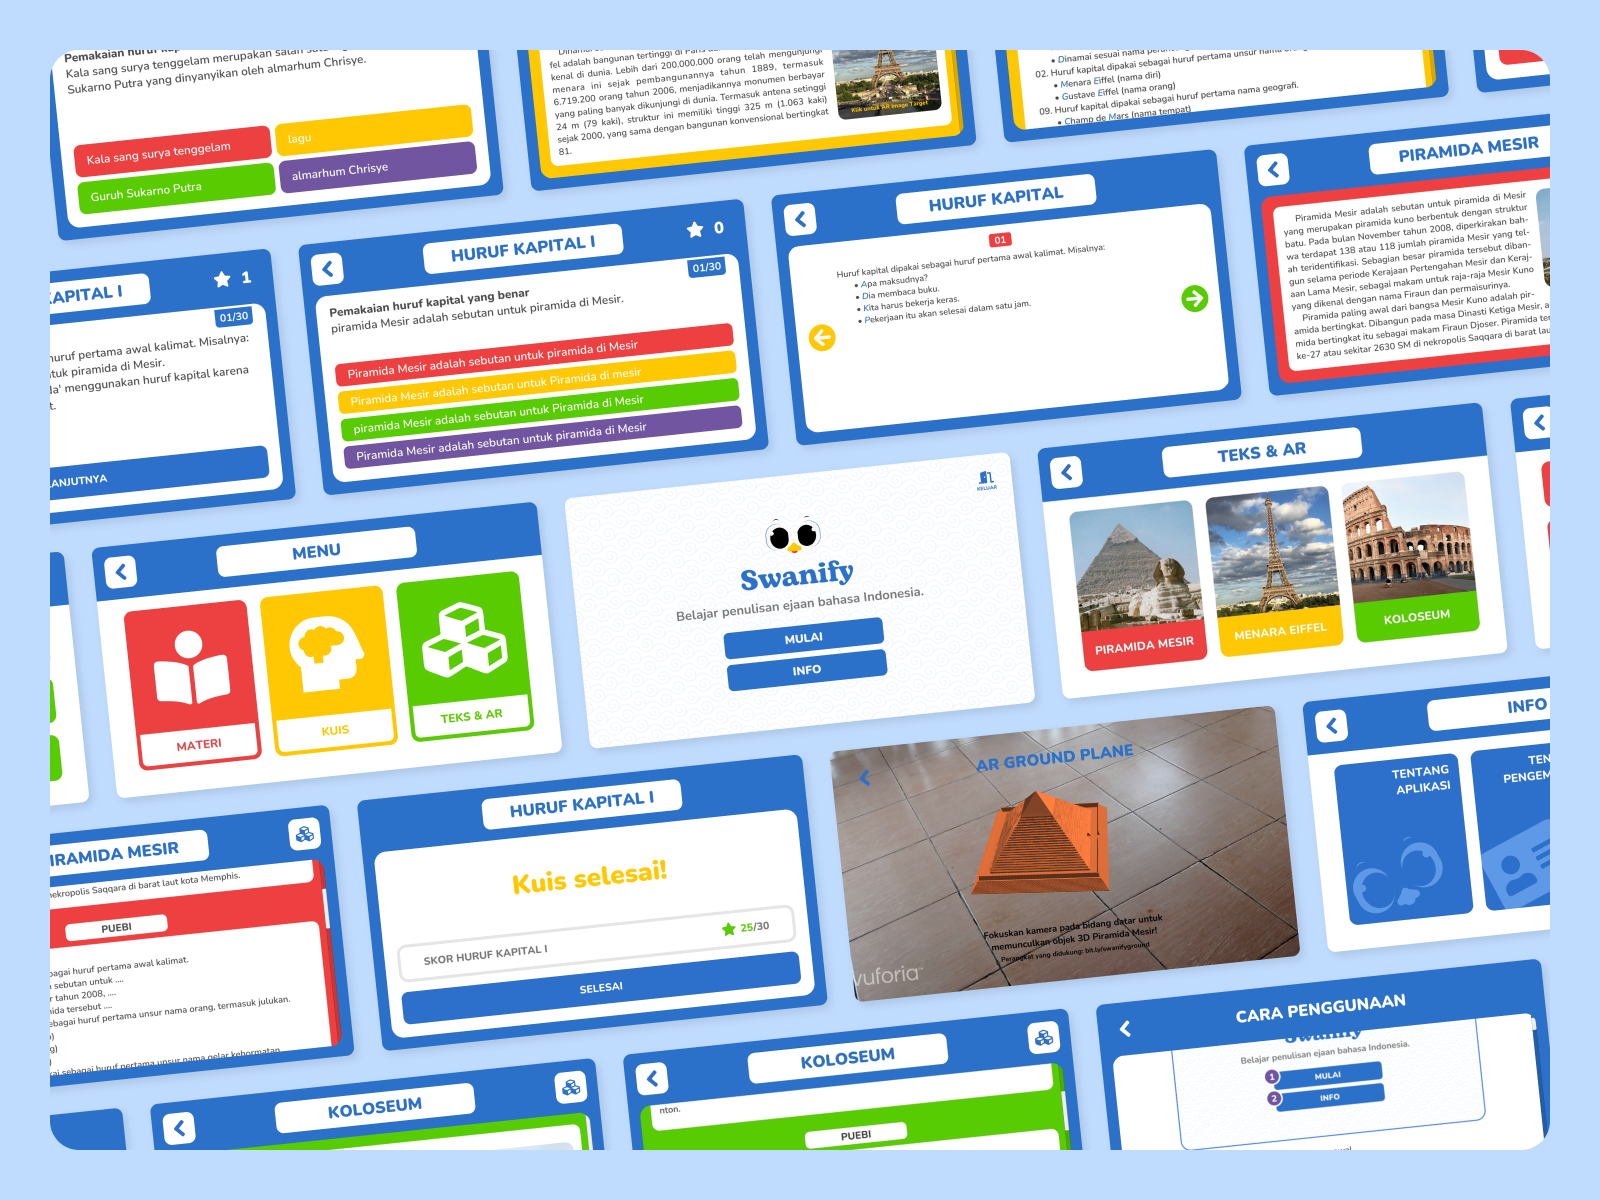 Pemakaian huruf
Kala sang surya tenggelam merupakan salah
Sukarno Putra yang dinyanyikan oleh almarhum Chrisye.
Kala sang surya tenggelam
lagu
Guruh Sukarno Putra
almarhum Chrisye
fel adalah bangunan tertinggi di Paris
kenal di dunia. Lebih dari 200.000.000 orang telah mengunjungi
menara ini sejak pembangunannya tahun 1889, termasuk
6.719.200 orang tahun 2006, menjadikannya monumen berbayar
yang paling banyak dikunjungi di dunia. Termasuk antena setinggi
24 m (79 kaki), struktur ini memiliki tinggi 325 m (1.063 kaki)
sejak 2000, yang sama dengan bangunan konvensional bertingkat
81.
Klik untuk AR Image Target
• Dinamai sesuai nama
02. Huruf kapital dipakai sebagai huruf pertama unsur nama
• Menara Eiffel (nama diri)
• Gustave Eiffel (nama orang)
09. Huruf kapital dipakai sebagai huruf pertama nama geografi.
• Champ de Mars (nama tempat)
APITAL I
1
01/30
huruf pertama awal kalimat. Misalnya:
tuk piramida di Mesir.
da' menggunakan huruf kapital karena
t.
LANJUTNYA
HURUF KAPITAL I
0
01/30
Pemakaian huruf kapital yang benar
piramida Mesir adalah sebutan untuk piramida di Mesir.
Piramida Mesir adalah sebutan untuk piramida di Mesir
Piramida Mesir adalah sebutan untuk Piramida di mesir
piramida Mesir adalah sebutan untuk Piramida di Mesir
Piramida Mesir adalah sebutan untuk piramida di Mesir
HURUF KAPITAL
01
Huruf kapital dipakai sebagai huruf pertama awal kalimat. Misalnya:
• Apa maksudnya?
• Dia membaca buku.
• Kita harus bekerja keras.
• Pekerjaan itu akan selesai dalam satu jam.
PIRAMIDA MESIR
Piramida Mesir adalah sebutan untuk piramida di Mesir
yang merupakan piramida kuno berbentuk dengan struktur
batu. Pada bulan November tahun 2008, diperkirakan bah-
wa terdapat 138 atau 118 jumlah piramida Mesir yang tel-
ah teridentifikasi. Sebagian besar piramida tersebut diban-
gun selama periode Kerajaan Pertengahan Mesir dan Keraj-
aan Lama Mesir, sebagai makam untuk raja-raja Mesir Kuno
yang dikenal dengan nama Firaun dan permaisurinya.
Piramida paling awal dari bangsa Mesir Kuno adalah pir-
amida bertingkat. Dibangun pada masa Dinasti Ketiga Mesir,
mida bertingkat itu sebagai makam Firaun Djoser. Piramida
ke-27 atau sekitar 2630 SM di nekropolis Saqqara di barat
MENU
MATERI
KUIS
TEKS & AR
KELUAR
Swanify
Belajar penulisan ejaan bahasa Indonesia.
MULAI
INFO
TEKS & AR
PIRAMIDA MESIR
MENARA EIFFEL
KOLOSEUM
IRAMIDA MESIR
nekropolis Saqqara di barat laut kota Memphis.
PUEBI
bagai huruf pertama awal kalimat.
h sebutan untuk ....
r tahun 2008, ....
mida tersebut ....
ebagai huruf pertama unsur nama orang, termasuk julukan.
kai sebagai huruf pertama unsur nama gelar kehormatan
HURUF KAPITAL I
Kuis selesai!
SKOR HURUF KAPITAL I
25/30
SELESAI
AR GROUND PLANE
Fokuskan kamera pada bidang datar untuk
memunculkan objek 3D Piramida Mesir!
Perangkat yang didukung: bit.ly/swanifyground
vuforia™
INFO
TENTANG
APLIKASI
TEN
PENGEM
KOLOSEUM
KOLOSEUM
nton.
PUEBI
CARA PENGGUNAAN
Swanify
Belajar penulisan ejaan bahasa Indonesia.
1 MULAI
2 INFO